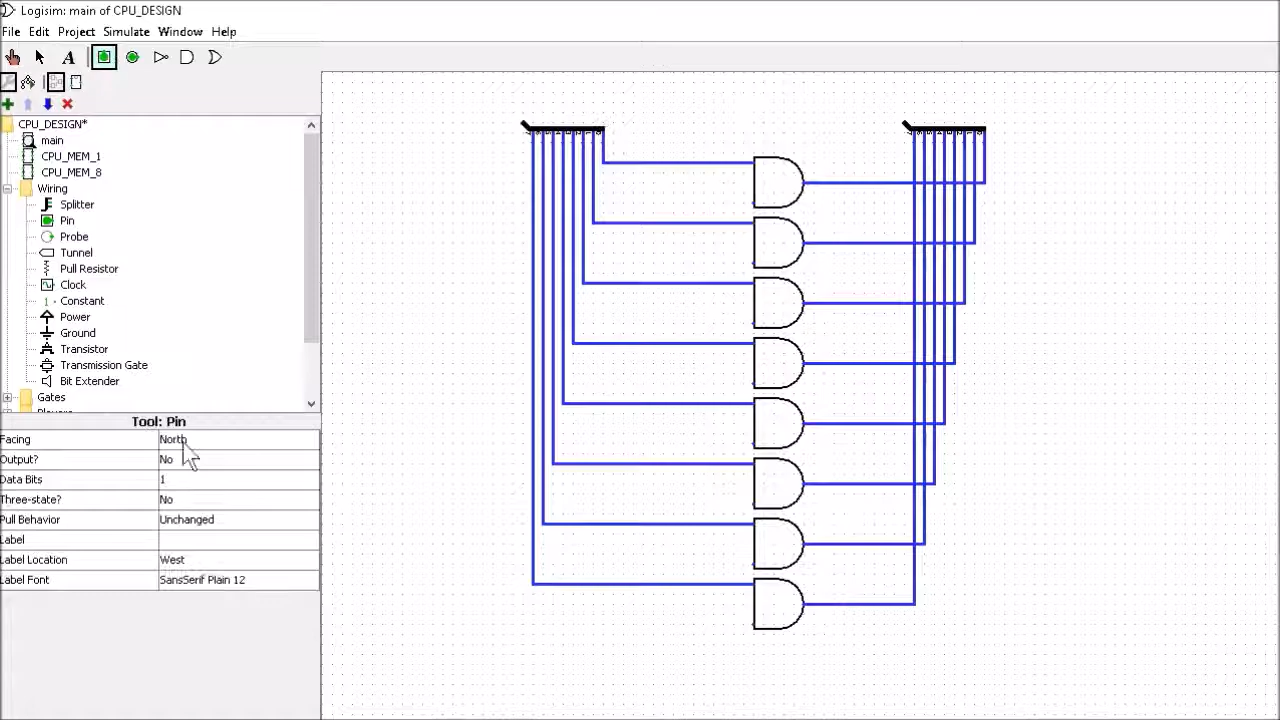 Logisim: main of CPU_DESIGN
File Edit Project Simulate Window Help
A
CPU_DESIGN*
main
CPU_MEM_1
CPU_MEM_8
Wiring
Splitter
Pin
Probe
Tunnel
Pull Resistor
Clock
1 Constant
Power
Ground
Transistor
Transmission Gate
Bit Extender
Gates
Tool: Pin
Facing North
Output? No
Data Bits 1
Three-state? No
Pull Behavior Unchanged
Label
Label Location West
Label Font SansSerif Plain 12